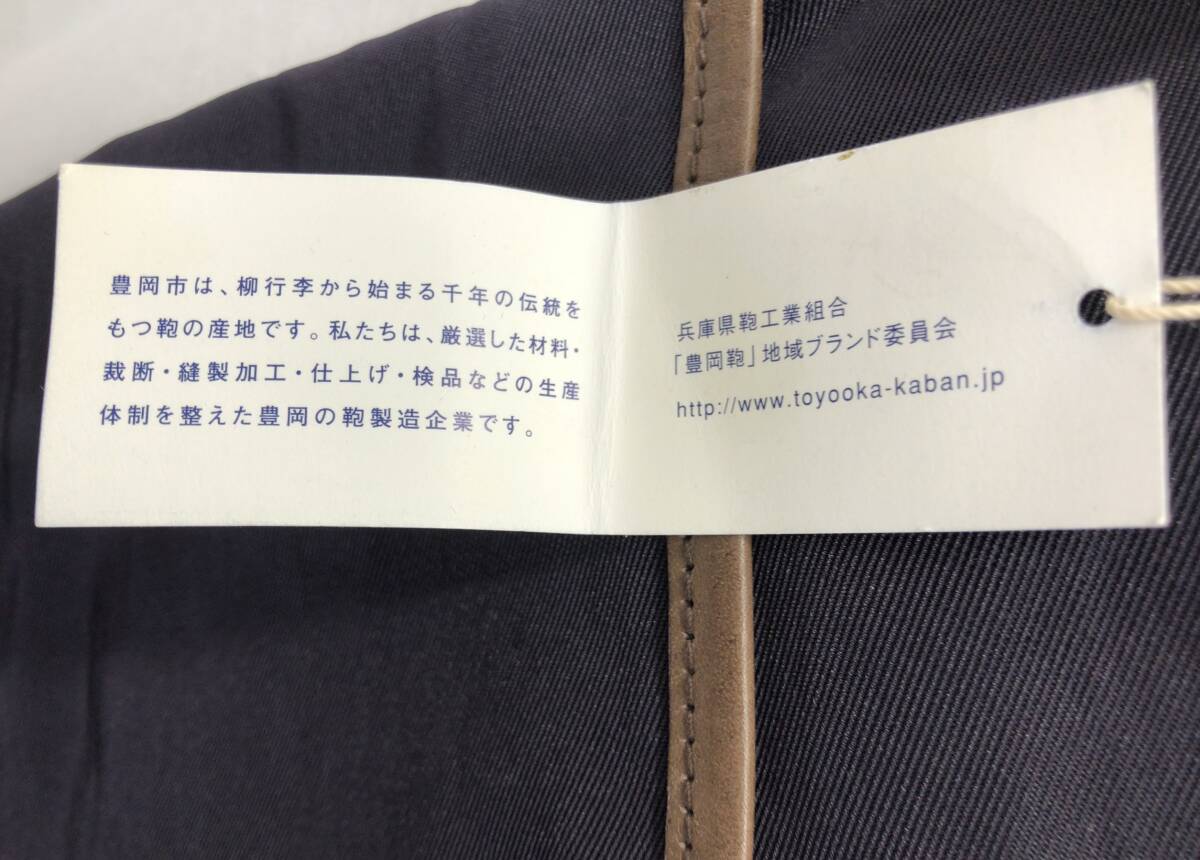 豊岡市は、柳行李から始まる千年の伝統を
もつ鞄の産地です。私たちは、厳選した材料・
裁断・縫製加工・仕上げ・検品などの生産
体制を整えた豊岡の鞄製造企業です。
兵庫県鞄工業組合
「豊岡鞄」地域ブランド委員会
http://www.toyooka-kaban.jp